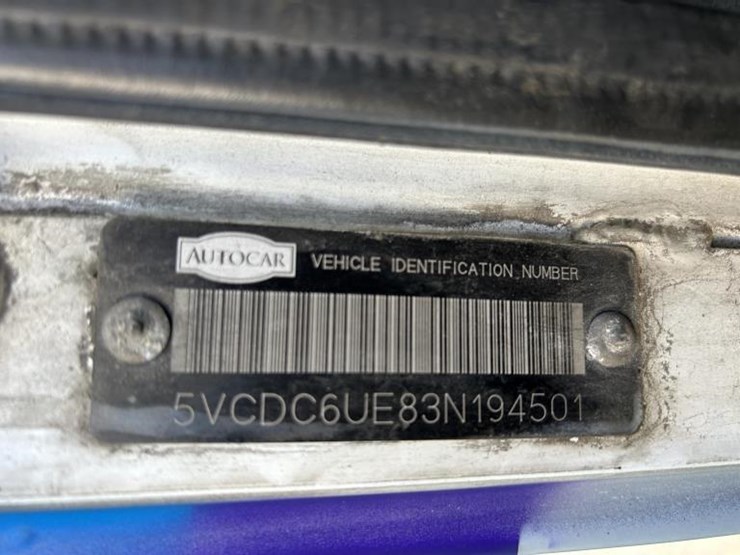 AUTOCAR VEHICLE IDENTIFICATION NUMBER
5VCDC6UE83N194501